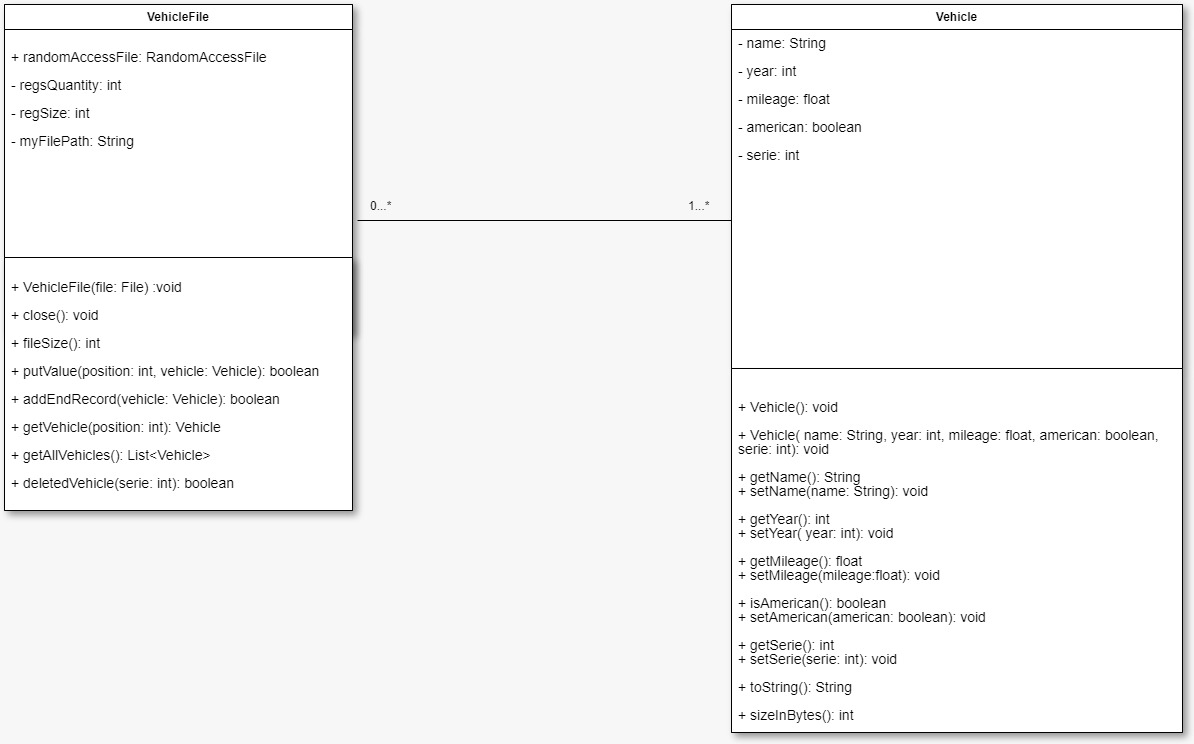 VehicleFile
+ randomAccessFile: RandomAccessFile
- regsQuantity: int
- regSize: int
- myFilePath: String
+ VehicleFile(file: File) :void
+ close(): void
+ fileSize(): int
+ putValue(position: int, vehicle: Vehicle): boolean
+ addEndRecord(vehicle: Vehicle): boolean
+ getVehicle(position: int): Vehicle
+ getAllVehicles(): List<Vehicle>
+ deletedVehicle(serie: int): boolean
0...*
1...*
Vehicle
- name: String
- year: int
- mileage: float
- american: boolean
- serie: int
+ Vehicle(): void
+ Vehicle( name: String, year: int, mileage: float, american: boolean,
serie: int): void
+ getName(): String
+ setName(name: String): void
+ getYear(): int
+ setYear( year: int): void
+ getMileage(): float
+ setMileage(mileage:float): void
+ isAmerican(): boolean
+ setAmerican(american: boolean): void
+ getSerie(): int
+ setSerie(serie: int): void
+ toString(): String
+ sizeInBytes(): int